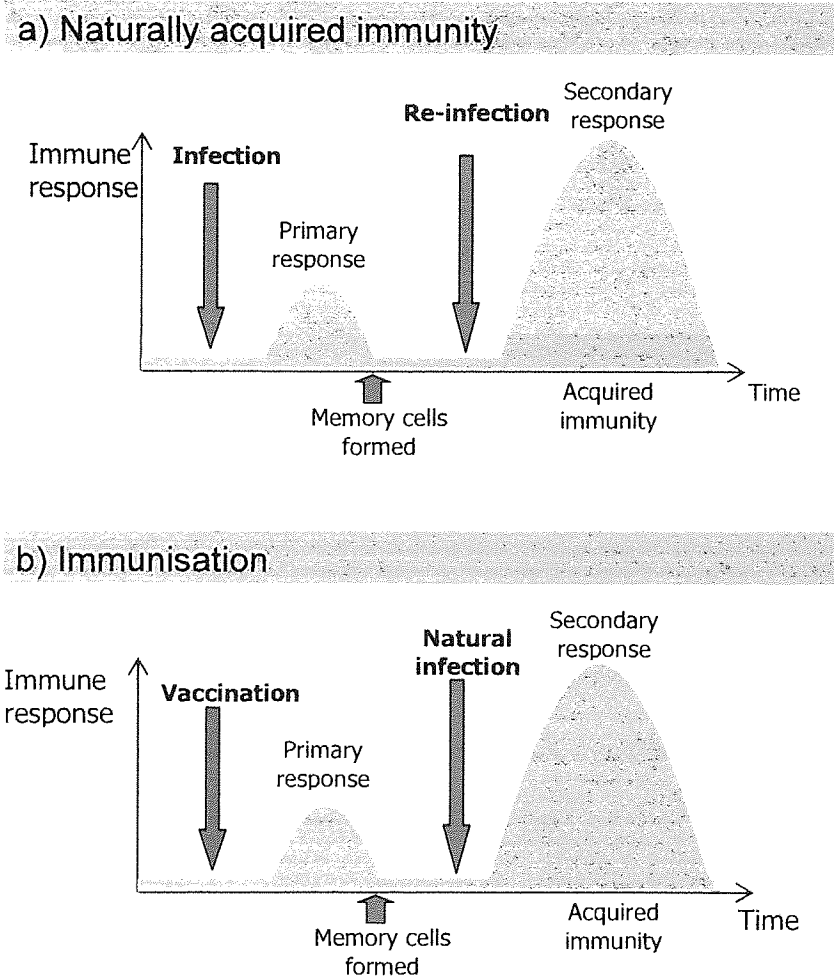 a) Naturally acquired immunity
Secondary
response
Re-infection
Immune
response
Infection
Primary
response
Time
Memory cells
formed
Acquired
immunity
b) Immunisation
Secondary
response
Natural
infection
Immune
response
Vaccination
Primary
response
Time
Memory cells
formed
Acquired
immunity